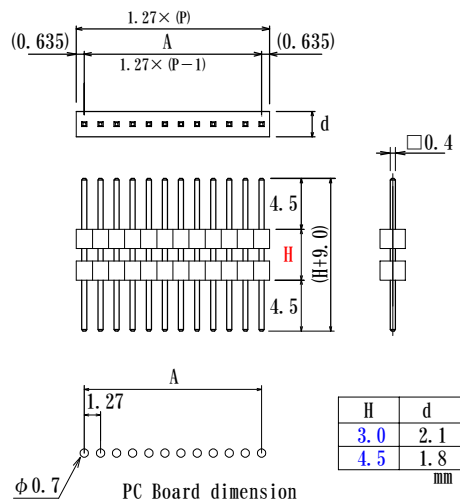 1.27×(P)
(0.635) A (0.635)
1.27×(P-1)
d
□0.4
4.5
H
(H+9.0)
4.5
A
1.27
φ0.7
PC Board dimension
H d
3.0 2.1
4.5 1.8
mm